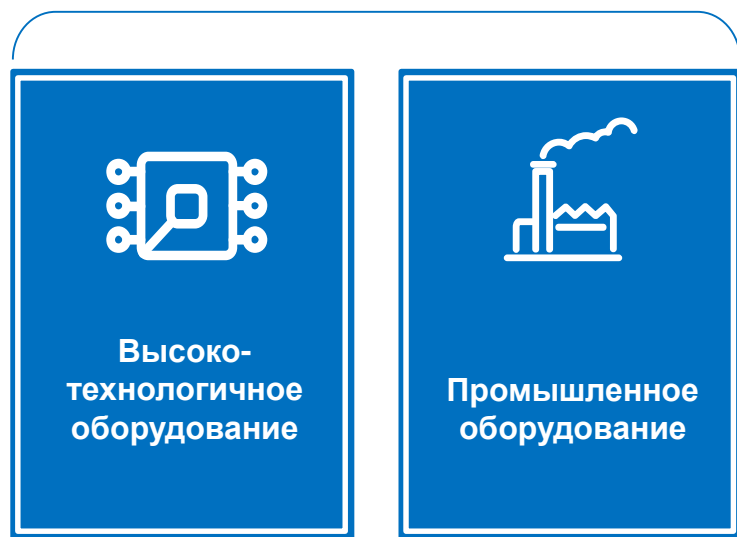 Высоко-
технологичное
оборудование
Промышленное
оборудование